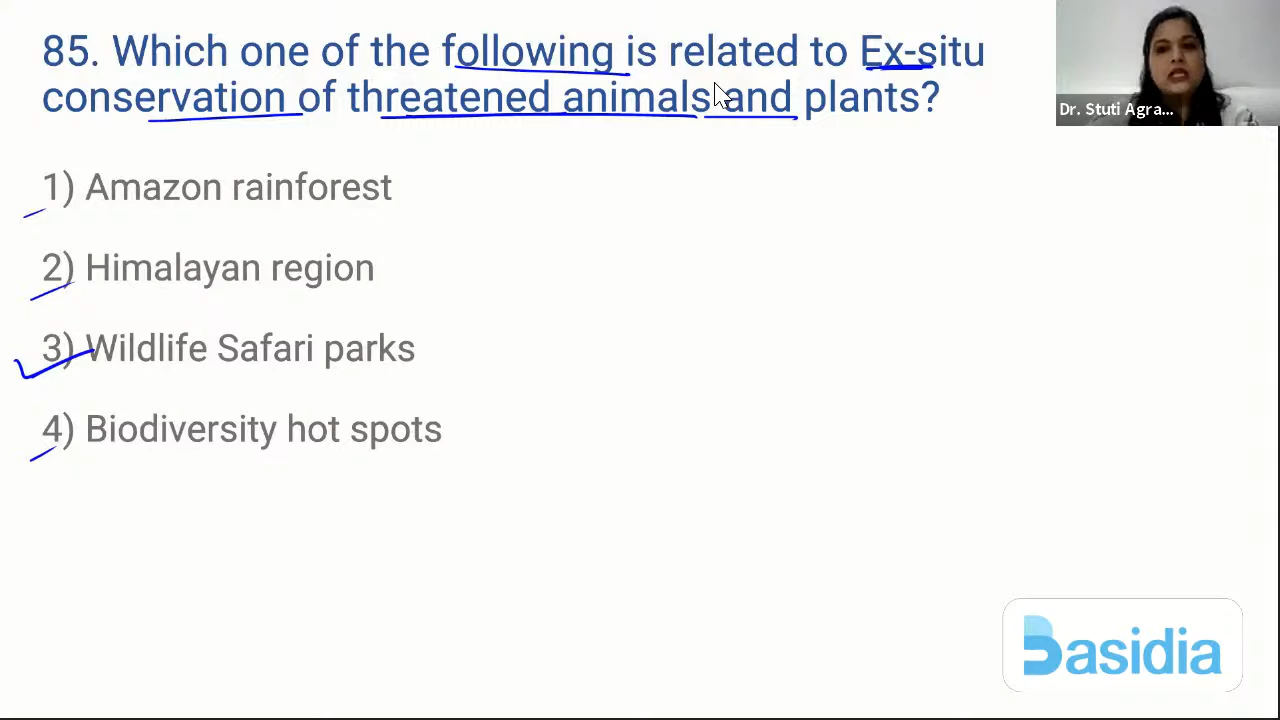 85. Which one of the following is related to Ex-situ
conservation of threatened animals and plants?
Dr. Stuti Agra...
1) Amazon rainforest
2) Himalayan region
3) Wildlife Safari parks
4) Biodiversity hot spots
Basidia